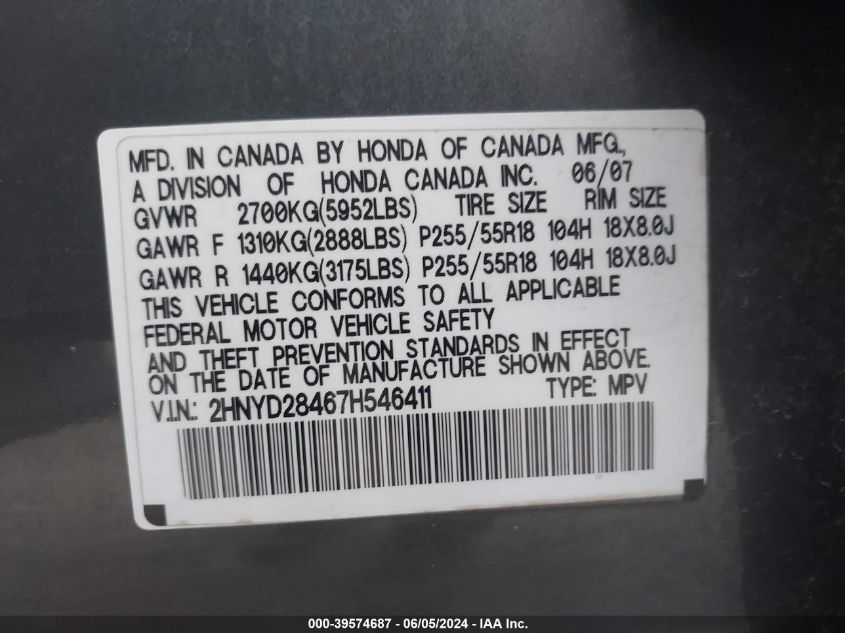 MFD. IN CANADA BY HONDA OF CANADA MFG.,
A DIVISION OF HONDA CANADA INC. 06/07
GVWR 2700KG(5952LBS) TIRE SIZE RIM SIZE
GAWR F 1310KG(2888LBS) P255/55R18 104H 18X8.0J
GAWR R 1440KG(3175LBS) P255/55R18 104H 18X8.0J
THIS VEHICLE CONFORMS TO ALL APPLICABLE
FEDERAL MOTOR VEHICLE SAFETY
AND THEFT PREVENTION STANDARDS IN EFFECT
ON THE DATE OF MANUFACTURE SHOWN ABOVE.
V.I.N.: 2HNYD28467H546411 TYPE: MPV
000-39574687 - 06/05/2024 - IAA Inc.